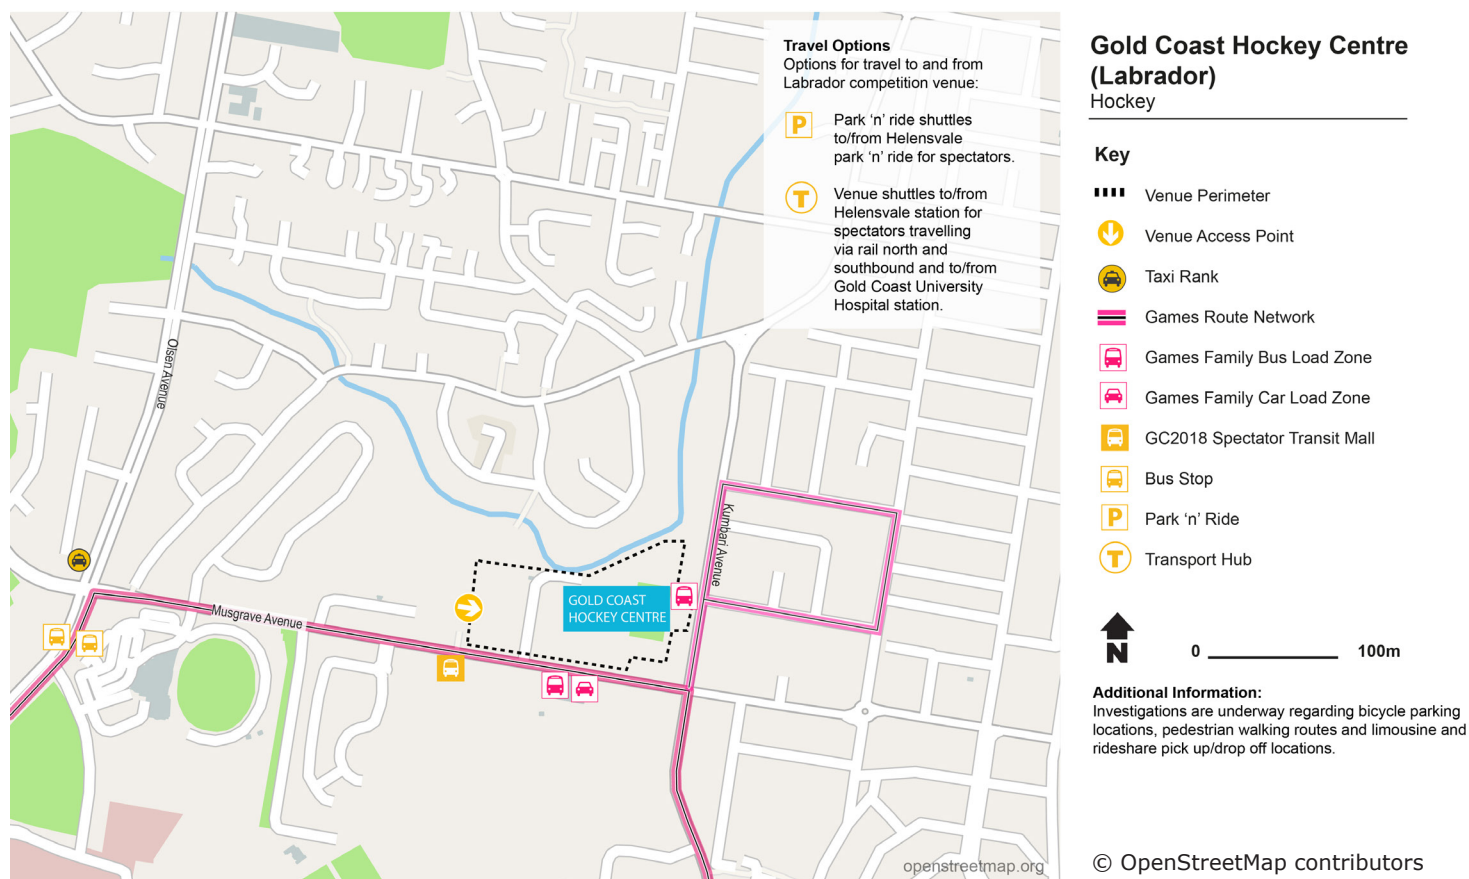 Travel Options
Options for travel to and from
Labrador competition venue:
P
Park ‘n’ ride shuttles
to/from Helensvale
park ‘n’ ride for spectators.
T
Venue shuttles to/from
Helensvale station for
spectators travelling
via rail north and
southbound and to/from
Gold Coast University
Hospital station.
Olsen Avenue
Kumbari Avenue
Musgrave Avenue
GOLD COAST
HOCKEY CENTRE
openstreetmap.org
Gold Coast Hockey Centre
(Labrador)
Hockey
Key
Venue Perimeter
Venue Access Point
Taxi Rank
Games Route Network
Games Family Bus Load Zone
Games Family Car Load Zone
GC2018 Spectator Transit Mall
Bus Stop
P Park ‘n’ Ride
T Transport Hub
N
0 100m
Additional Information:
Investigations are underway regarding bicycle parking
locations, pedestrian walking routes and limousine and
rideshare pick up/drop off locations.
© OpenStreetMap contributors